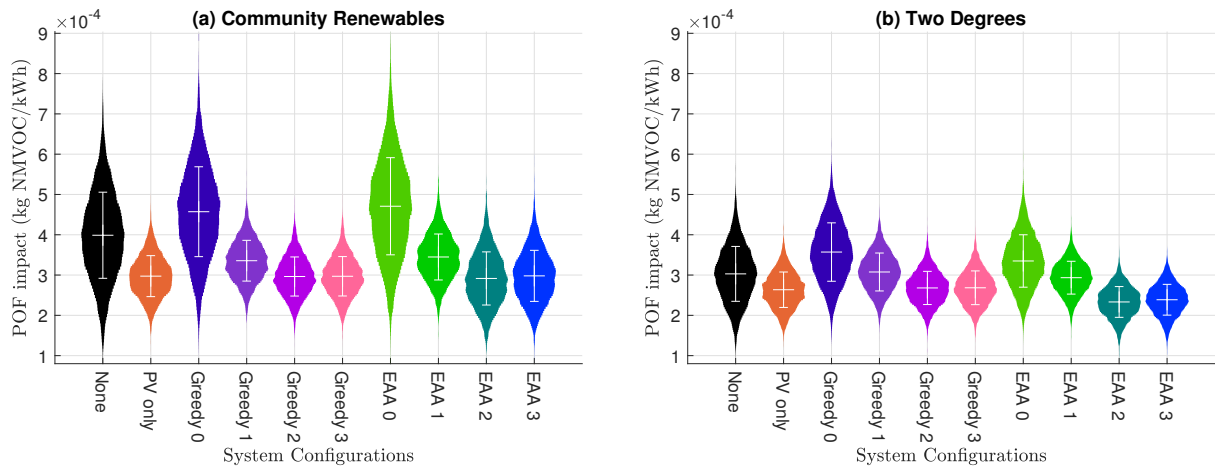 (a) Community Renewables
×10⁻⁴
POF impact (kg NMVOC/kWh)
9
8
7
6
5
4
3
2
1
None
PV only
Greedy 0
Greedy 1
Greedy 2
Greedy 3
EAA 0
EAA 1
EAA 2
EAA 3
System Configurations
(b) Two Degrees
×10⁻⁴
POF impact (kg NMVOC/kWh)
9
8
7
6
5
4
3
2
1
None
PV only
Greedy 0
Greedy 1
Greedy 2
Greedy 3
EAA 0
EAA 1
EAA 2
EAA 3
System Configurations